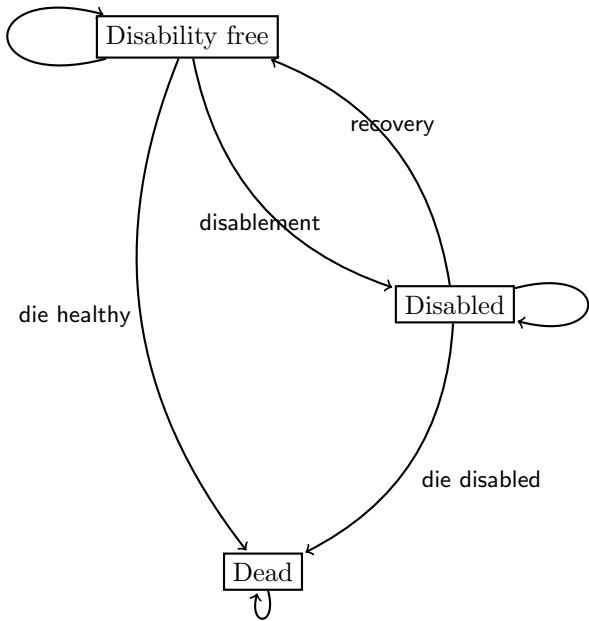 Disability free
recovery
disablement
Disabled
die healthy
die disabled
Dead